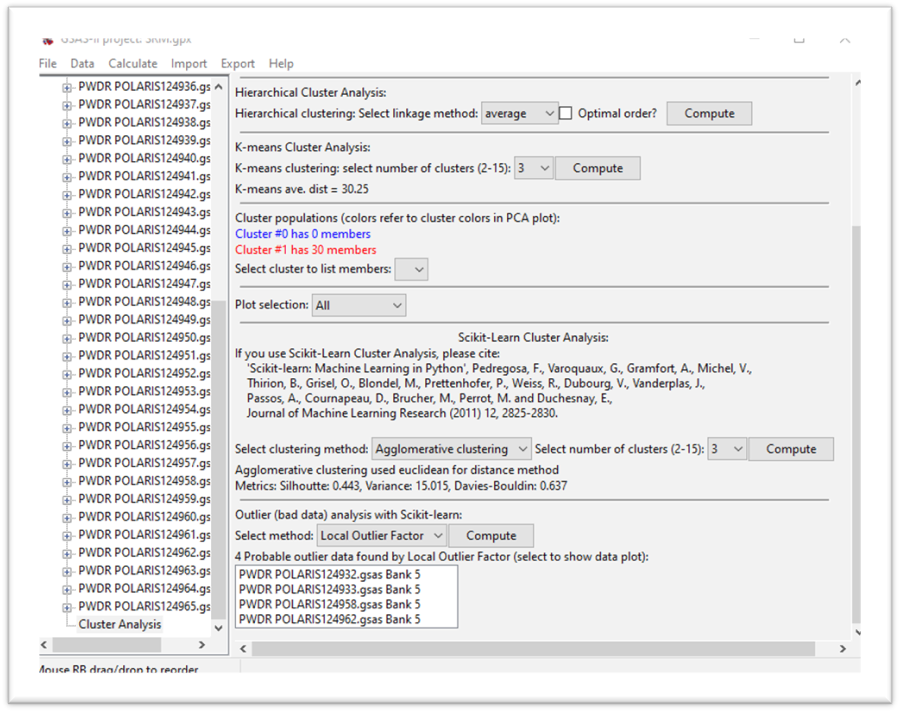 GSAS-II project: SRM.gpx
File Data Calculate Import Export Help
PWDR POLARIS124936.gs
PWDR POLARIS124937.gs
PWDR POLARIS124938.gs
PWDR POLARIS124939.gs
PWDR POLARIS124940.gs
PWDR POLARIS124941.gs
PWDR POLARIS124942.gs
PWDR POLARIS124943.gs
PWDR POLARIS124944.gs
PWDR POLARIS124945.gs
PWDR POLARIS124946.gs
PWDR POLARIS124947.gs
PWDR POLARIS124948.gs
PWDR POLARIS124949.gs
PWDR POLARIS124950.gs
PWDR POLARIS124951.gs
PWDR POLARIS124952.gs
PWDR POLARIS124953.gs
PWDR POLARIS124954.gs
PWDR POLARIS124955.gs
PWDR POLARIS124956.gs
PWDR POLARIS124957.gs
PWDR POLARIS124958.gs
PWDR POLARIS124959.gs
PWDR POLARIS124960.gs
PWDR POLARIS124961.gs
PWDR POLARIS124962.gs
PWDR POLARIS124963.gs
PWDR POLARIS124964.gs
PWDR POLARIS124965.gs
Cluster Analysis
Hierarchical Cluster Analysis:
Hierarchical clustering: Select linkage method: average Optimal order? Compute
K-means Cluster Analysis:
K-means clustering: select number of clusters (2-15): 3 Compute
K-means ave. dist = 30.25
Cluster populations (colors refer to cluster colors in PCA plot):
Cluster #0 has 0 members
Cluster #1 has 30 members
Select cluster to list members:
Plot selection: All
Scikit-Learn Cluster Analysis:
If you use Scikit-Learn Cluster Analysis, please cite:
'Scikit-learn: Machine Learning in Python', Pedregosa, F., Varoquaux, G., Gramfort, A., Michel, V.,
Thirion, B., Grisel, O., Blondel, M., Prettenhofer, P., Weiss, R., Dubourg, V., Vanderplas, J.,
Passos, A., Cournapeau, D., Brucher, M., Perrot, M. and Duchesnay, E.,
Journal of Machine Learning Research (2011) 12, 2825-2830.
Select clustering method: Agglomerative clustering Select number of clusters (2-15): 3 Compute
Agglomerative clustering used euclidean for distance method
Metrics: Silhoutte: 0.443, Variance: 15.015, Davies-Bouldin: 0.637
Outlier (bad data) analysis with Scikit-learn:
Select method: Local Outlier Factor Compute
4 Probable outlier data found by Local Outlier Factor (select to show data plot):
PWDR POLARIS124932.gsas Bank 5
PWDR POLARIS124933.gsas Bank 5
PWDR POLARIS124958.gsas Bank 5
PWDR POLARIS124962.gsas Bank 5
Mouse RB drag/drop to reorder